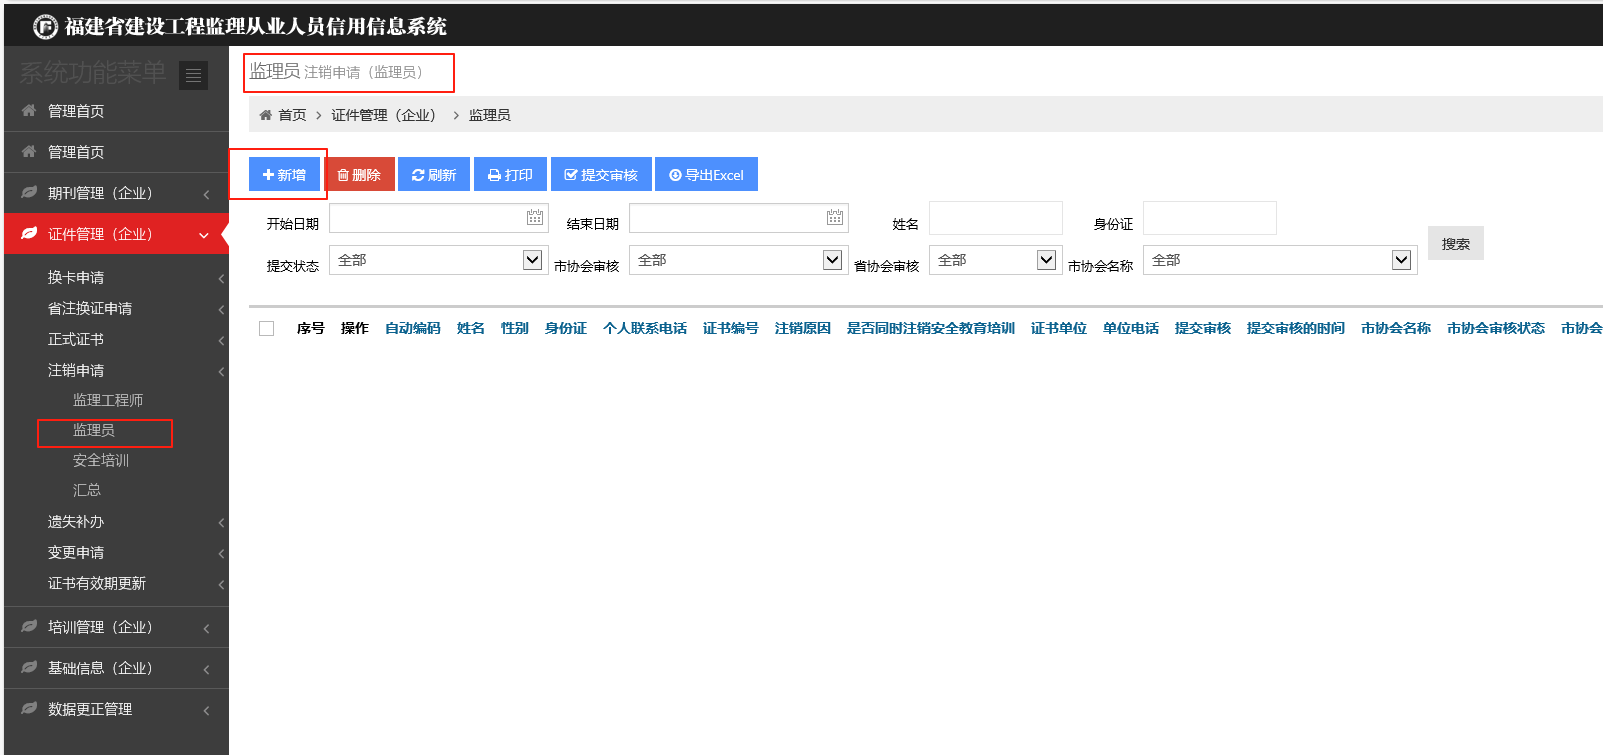 福建省建设工程监理从业人员信用信息系统
系统功能菜单
管理首页
管理首页
期刊管理（企业）
证件管理（企业）
换卡申请
省注换证申请
正式证书
注销申请
监理工程师
监理员
安全培训
汇总
遗失补办
变更申请
证书有效期更新
培训管理（企业）
基础信息（企业）
数据更正管理
监理员 注销申请（监理员）
首页 > 证件管理（企业） > 监理员
新增 删除 刷新 打印 提交审核 导出Excel
开始日期 结束日期 姓名 身份证
提交状态 全部 市协会审核 全部 省协会审核 全部 市协会名称 全部
搜索
序号 操作 自动编码 姓名 性别 身份证 个人联系电话 证书编号 注销原因 是否同时注销安全教育培训 证书单位 单位电话 提交审核 提交审核的时间 市协会名称 市协会审核状态 市协会